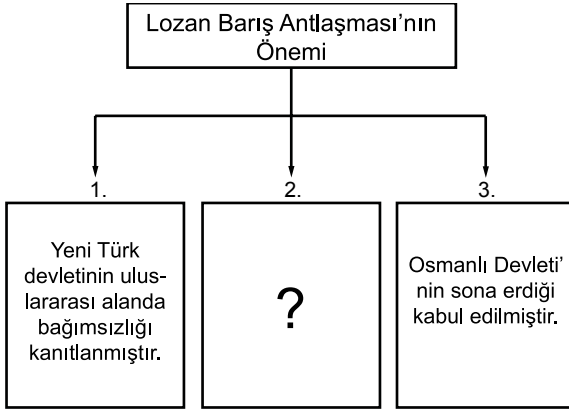 Lozan Barış Antlaşması’nın
Önemi
1.
Yeni Türk
devletinin ulus-
lararası alanda
bağımsızlığı
kanıtlanmıştır.
2.
?
3.
Osmanlı Devleti’
nin sona erdiği
kabul edilmiştir.